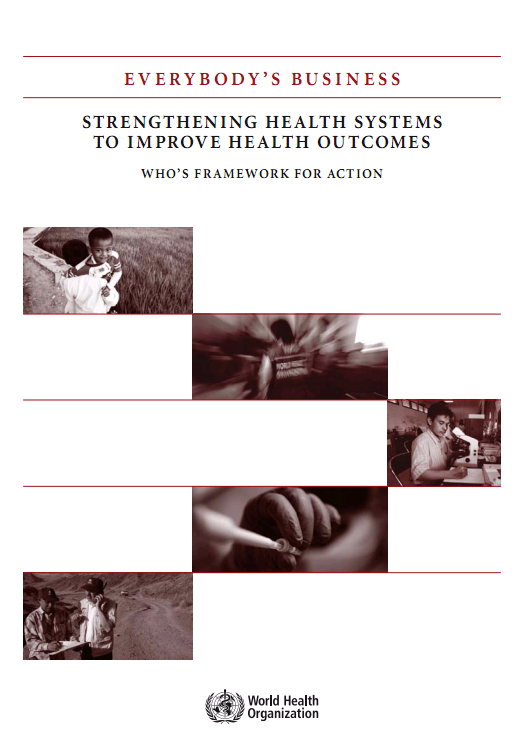 EVERYBODY'S BUSINESS
STRENGTHENING HEALTH SYSTEMS
TO IMPROVE HEALTH OUTCOMES
WHO'S FRAMEWORK FOR ACTION
World Health
Organization